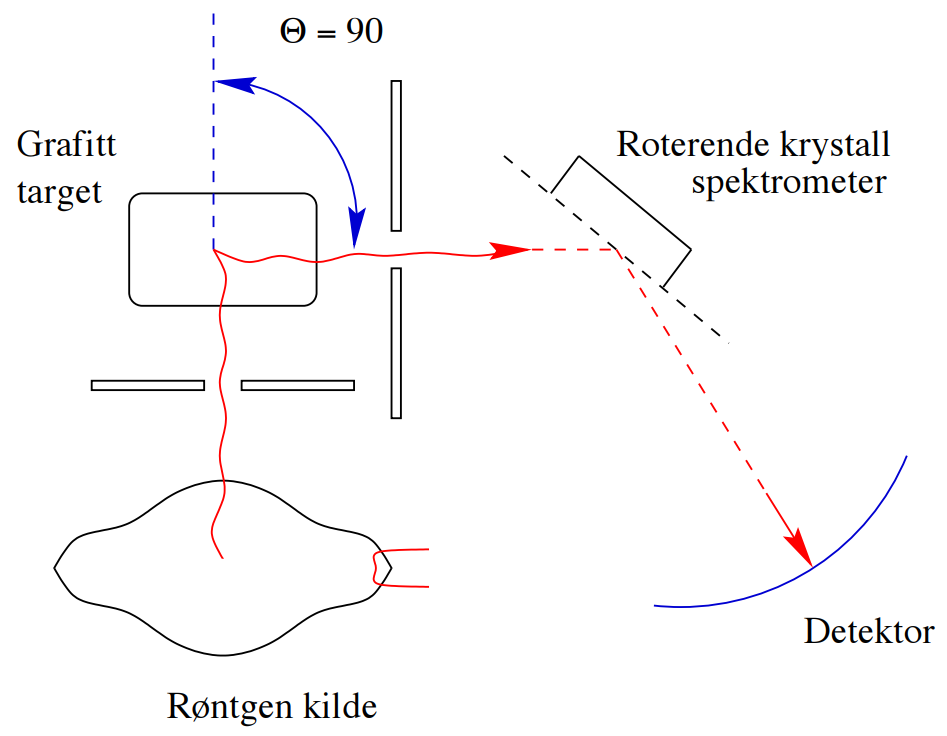 Θ = 90
Grafitt
target
Roterende krystall
spektrometer
Detektor
Røntgen kilde